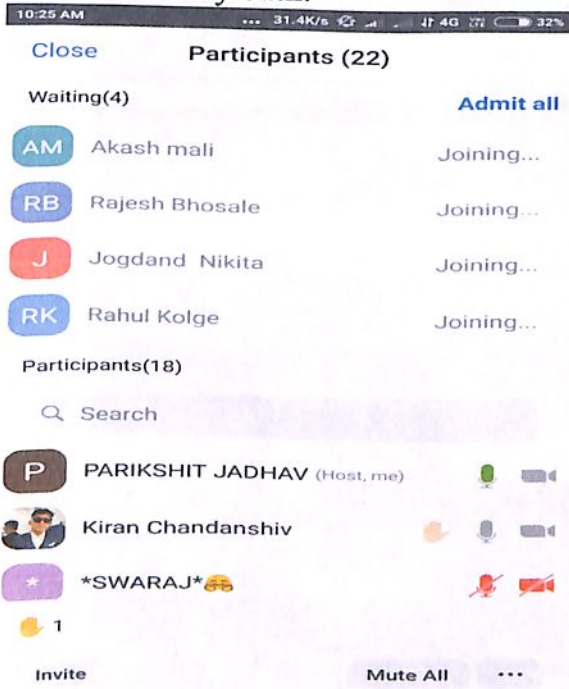 10:25 AM ... 31.4K/s 4G 32%
Close Participants (22)
Waiting(4) Admit all
AM Akash mali Joining...
RB Rajesh Bhosale Joining...
J Jogdand Nikita Joining...
RK Rahul Kolge Joining...
Participants(18)
Search
P PARIKSHIT JADHAV (Host, me)
Kiran Chandanshiv
* *SWARAJ*🤗
1
Invite Mute All ...